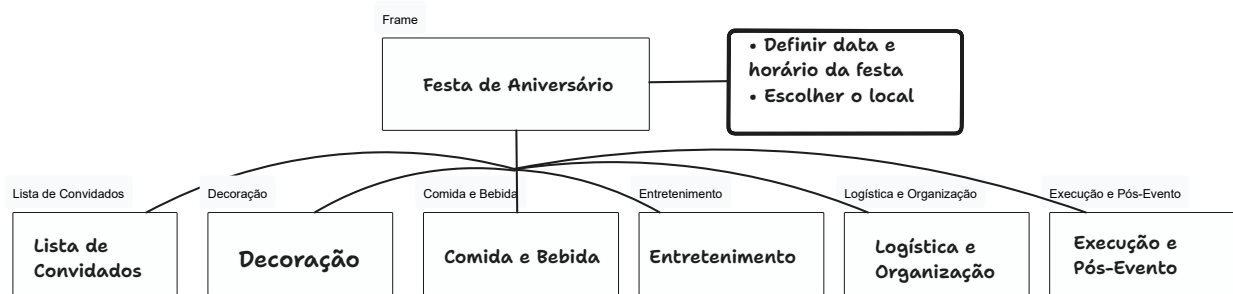 Frame
Festa de Aniversário
• Definir data e
horário da festa
• Escolher o local
Lista de Convidados
Decoração
Comida e Bebida
Entretenimento
Logística e Organização
Execução e Pós-Evento
Lista de
Convidados
Decoração
Comida e Bebida
Entretenimento
Logística e
Organização
Execução e
Pós-Evento